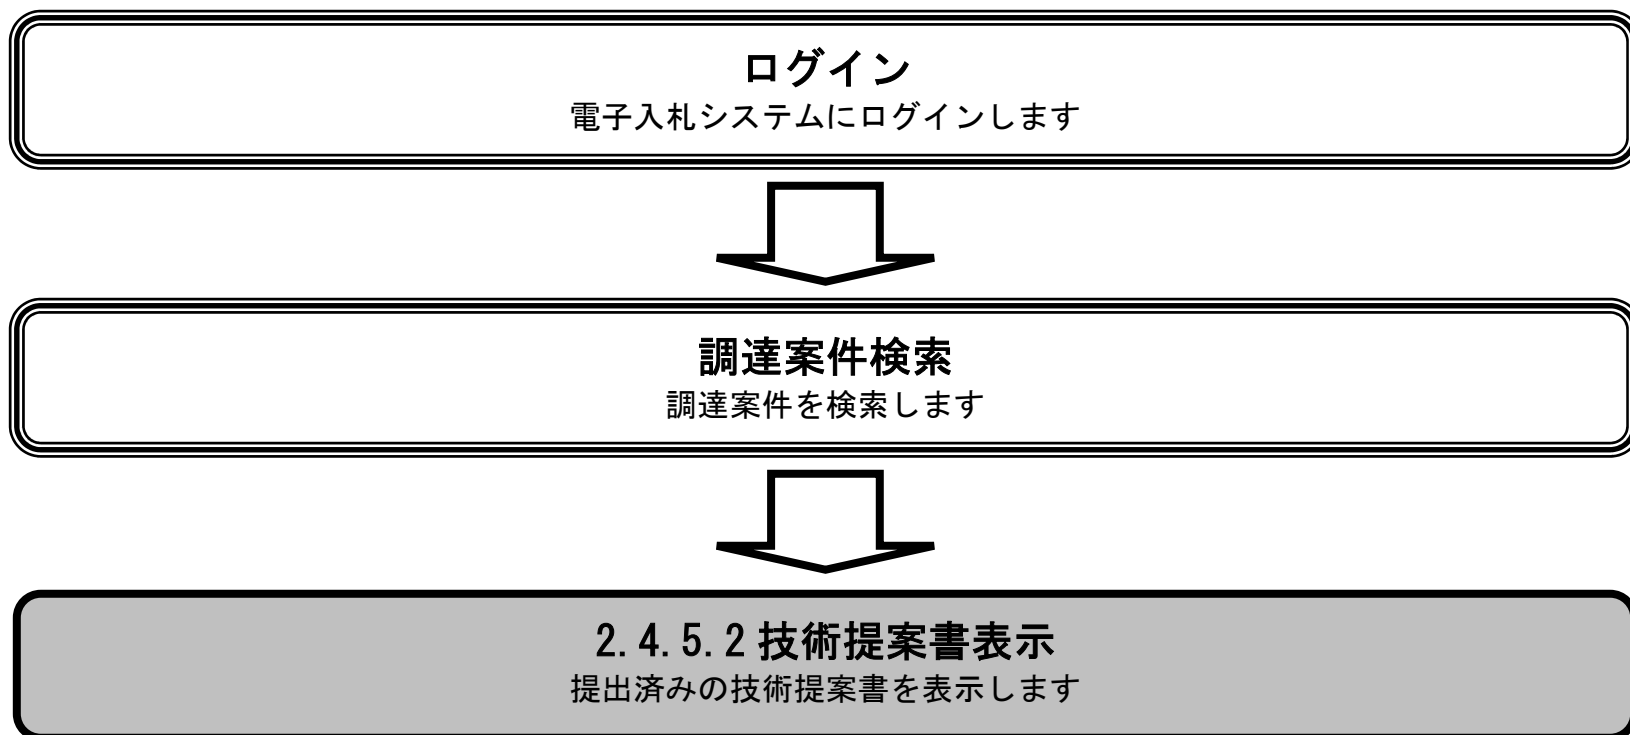 ログイン
電子入札システムにログインします
調達案件検索
調達案件を検索します
2.4.5.2 技術提案書表示
提出済みの技術提案書を表示します